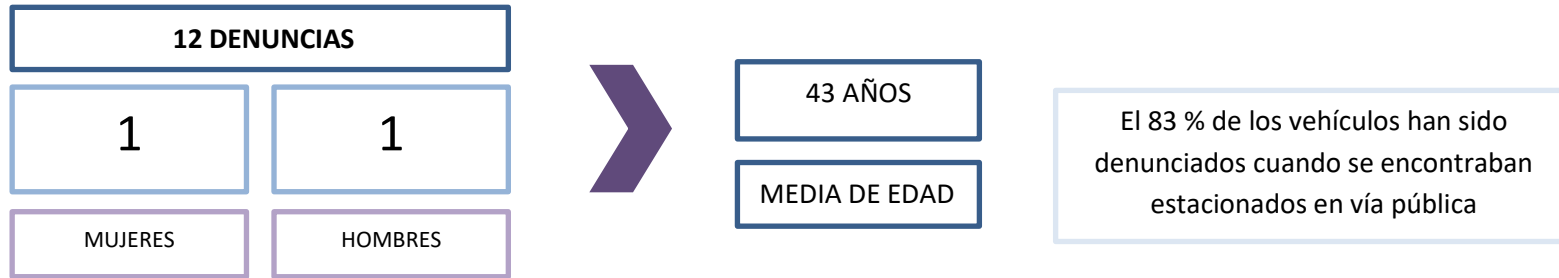 12 DENUNCIAS
1
1
MUJERES
HOMBRES
43 AÑOS
MEDIA DE EDAD
El 83 % de los vehículos han sido
denunciados cuando se encontraban
estacionados en vía pública